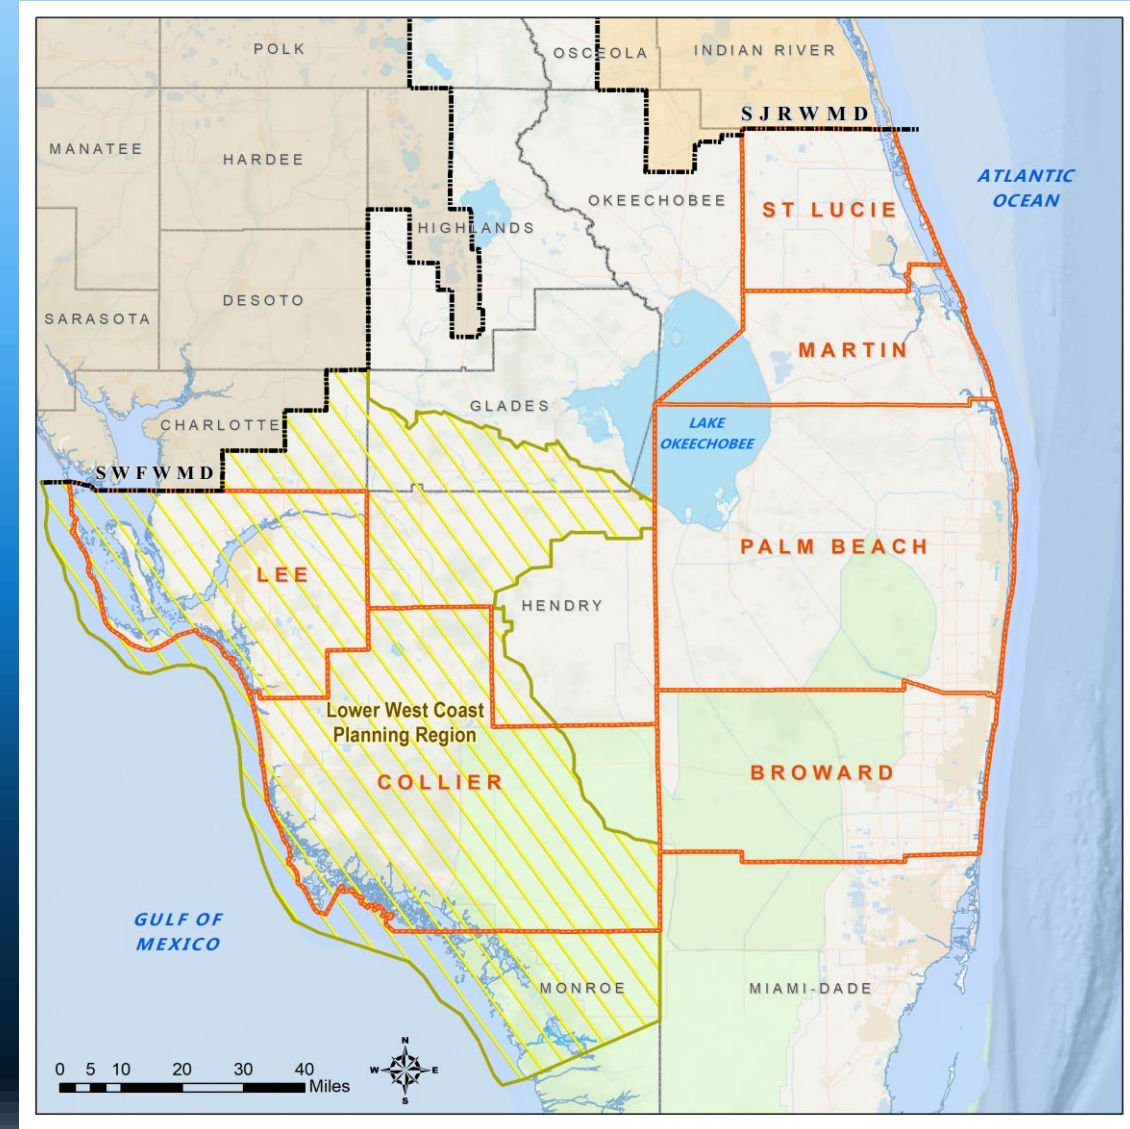 POLK
OSCEOLA
INDIAN RIVER
SJRWMD
MANATEE
HARDEE
ATLANTIC
OCEAN
OKEECHOBEE
ST LUCIE
HIGHLANDS
DESOTO
SARASOTA
MARTIN
GLADES
CHARLOTTE
LAKE
OKEECHOBEE
SWFWMD
PALM BEACH
LEE
HENDRY
Lower West Coast
Planning Region
COLLIER
BROWARD
GULF OF
MEXICO
MONROE
MIAMI-DADE
N
W E
S
0 5 10 20 30 40
Miles